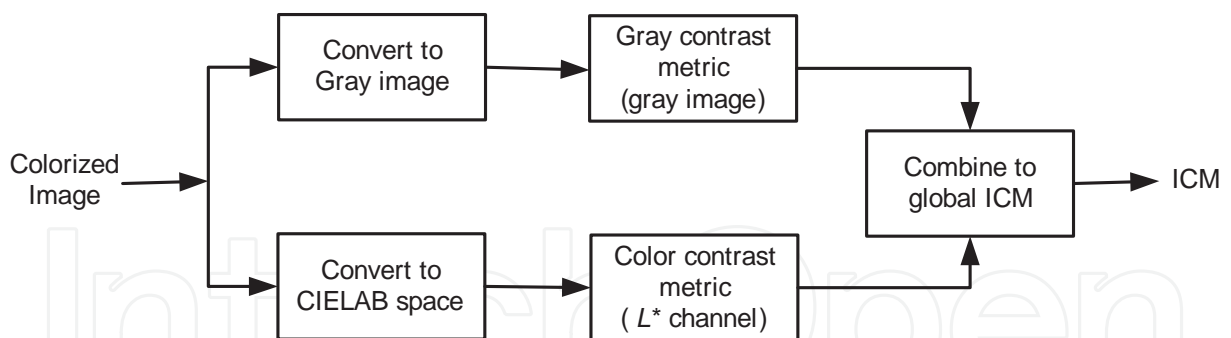 Convert to
Gray image
Gray contrast
metric
(gray image)
Colorized
Image
Combine to
global ICM
ICM
Convert to
CIELAB space
Color contrast
metric
( L* channel)
IntechOpen